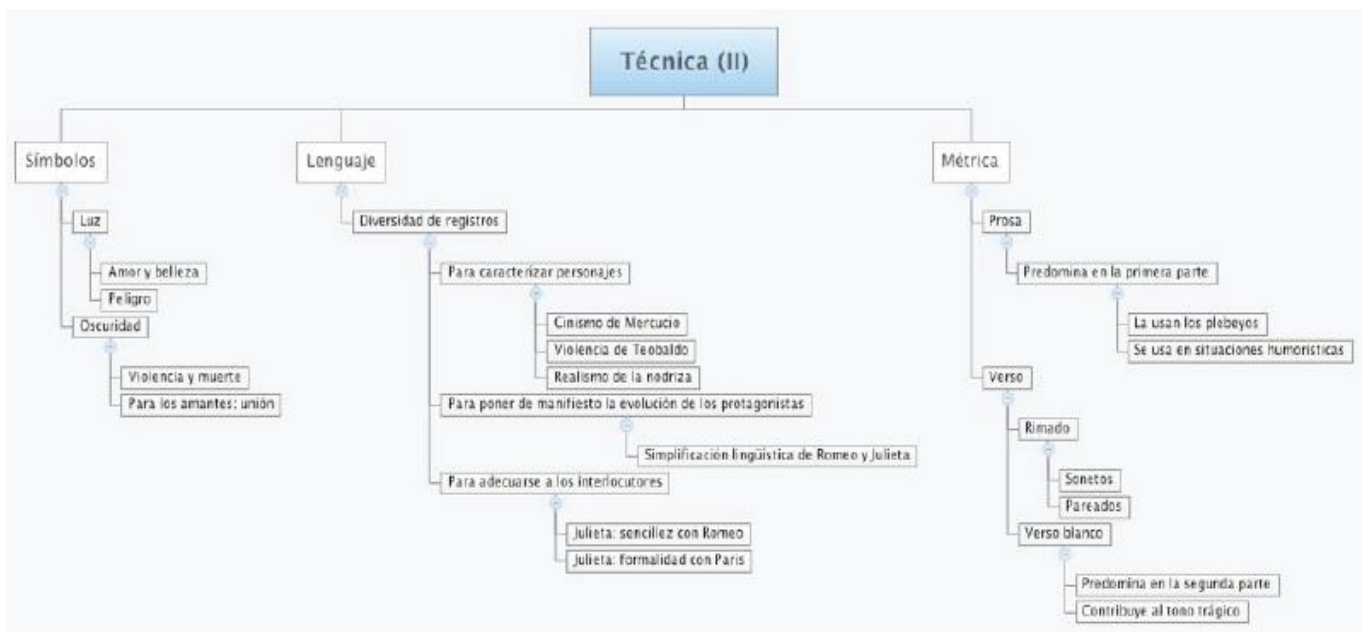 Técnica (II)
Símbolos
Luz
Amor y belleza
Peligro
Oscuridad
Violencia y muerte
Para los amantes: unión
Lenguaje
Diversidad de registros
Para caracterizar personajes
Cinismo de Mercucio
Violencia de Teobaldo
Realismo de la nodriza
Para poner de manifiesto la evolución de los protagonistas
Simplificación lingüística de Romeo y Julieta
Para adecuarse a los interlocutores
Julieta: sencillez con Romeo
Julieta: formalidad con Paris
Métrica
Prosa
Predomina en la primera parte
La usan los plebeyos
Se usa en situaciones humorísticas
Verso
Rimado
Sonetos
Pareados
Verso blanco
Predomina en la segunda parte
Contribuye al tono trágico